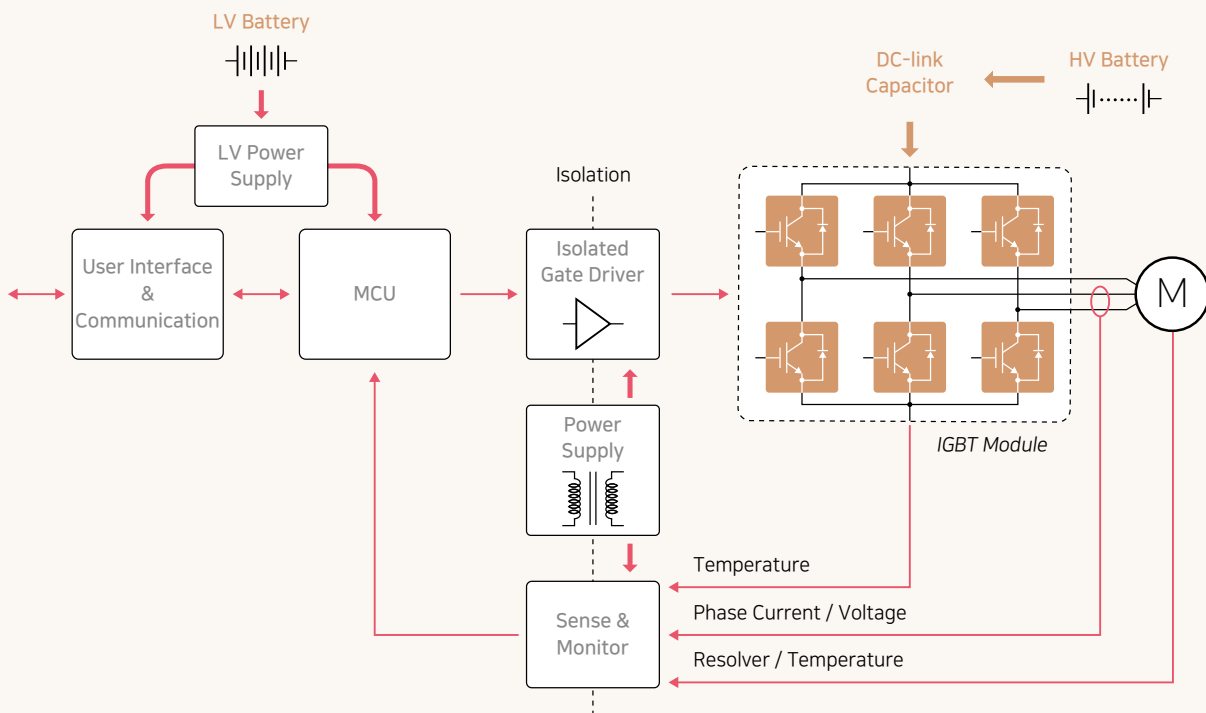 LV Battery
DC-link
Capacitor
HV Battery
LV Power
Supply
Isolation
User Interface
&
Communication
MCU
Isolated
Gate Driver
M
Power
Supply
IGBT Module
Temperature
Sense &
Monitor
Phase Current / Voltage
Resolver / Temperature